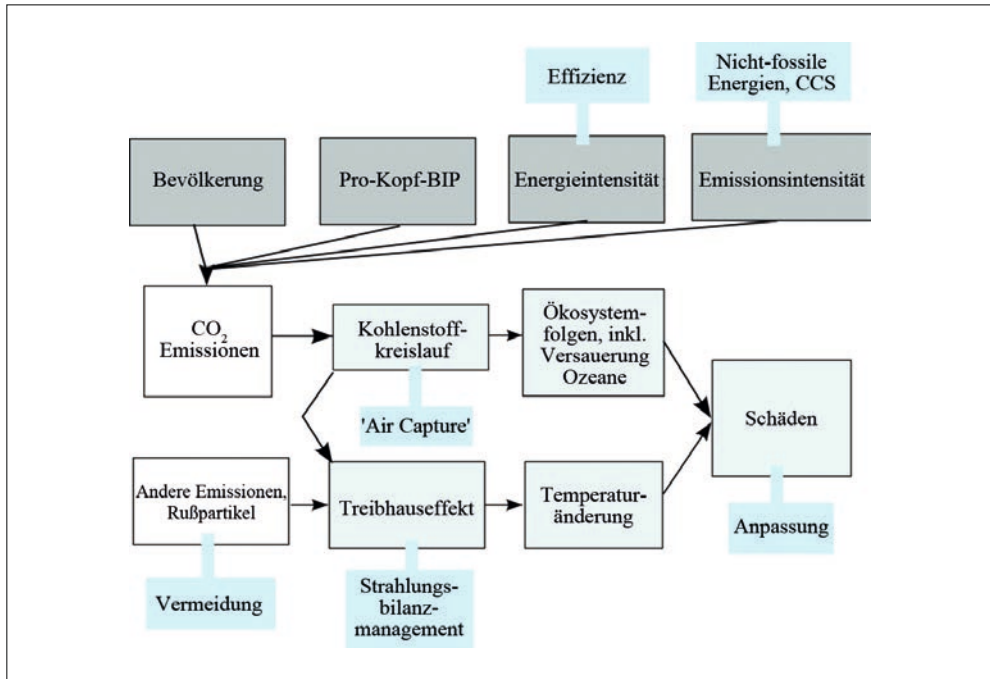 Effizienz
Nicht-fossile
Energien, CCS
Bevölkerung
Pro-Kopf-BIP
Energieintensität
Emissionsintensität
CO₂
Emissionen
Kohlenstoff-
kreislauf
Ökosystem-
folgen, inkl.
Versauerung
Ozeane
'Air Capture'
Schäden
Andere Emissionen,
Rußpartikel
Treibhauseffekt
Temperatur-
änderung
Anpassung
Vermeidung
Strahlungs-
bilanz-
management